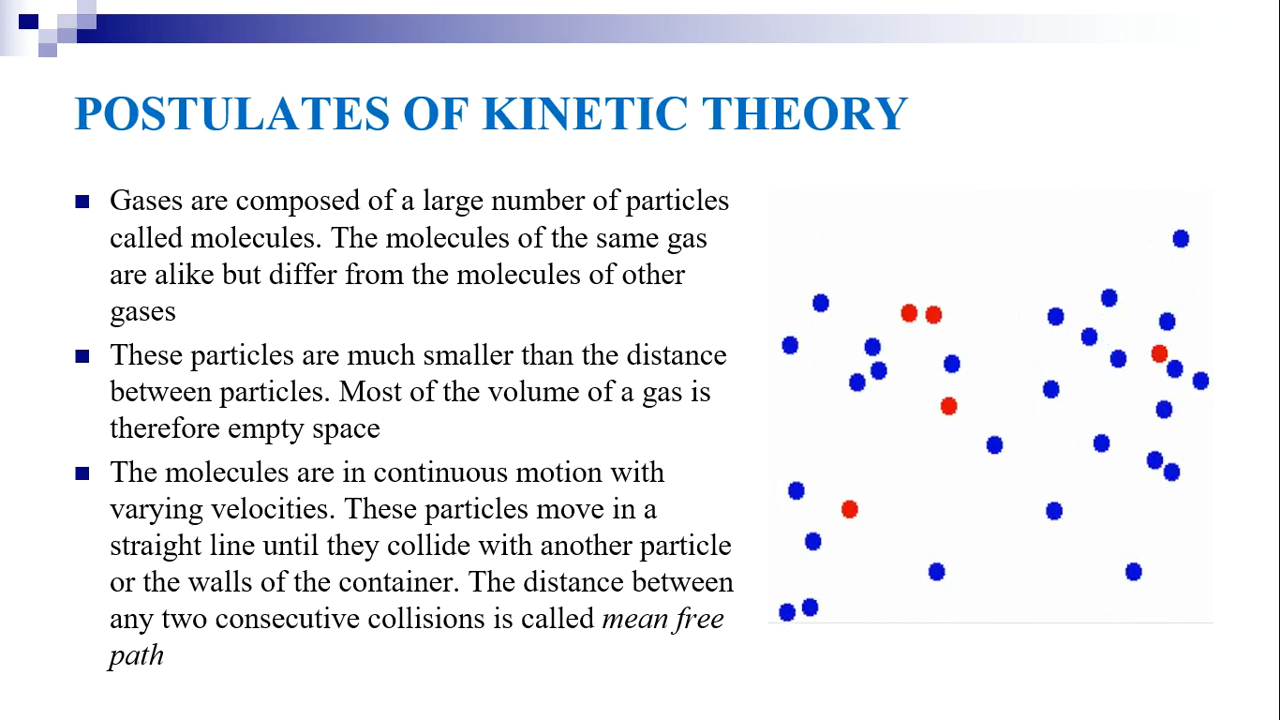 POSTULATES OF KINETIC THEORY
Gases are composed of a large number of particles
called molecules. The molecules of the same gas
are alike but differ from the molecules of other
gases
These particles are much smaller than the distance
between particles. Most of the volume of a gas is
therefore empty space
The molecules are in continuous motion with
varying velocities. These particles move in a
straight line until they collide with another particle
or the walls of the container. The distance between
any two consecutive collisions is called mean free
path